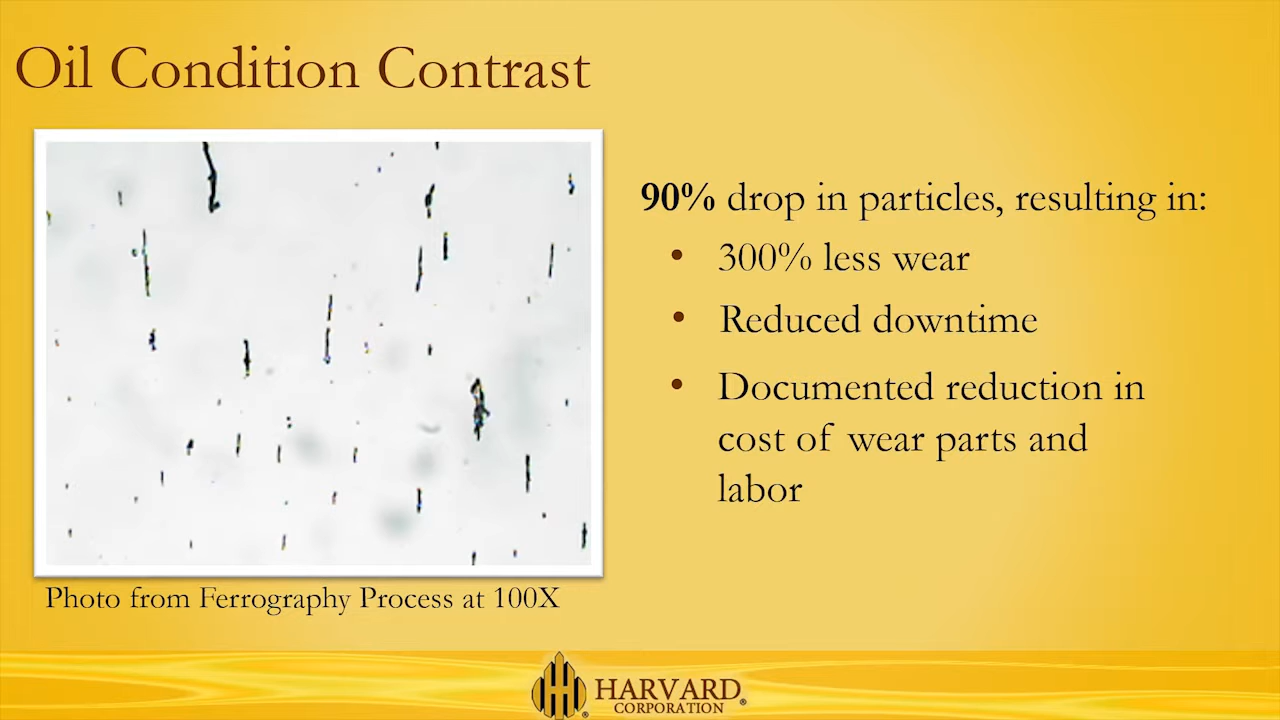 Oil Condition Contrast
90% drop in particles, resulting in:
• 300% less wear
• Reduced downtime
• Documented reduction in
cost of wear parts and
labor
Photo from Ferrography Process at 100X
HARVARD®
CORPORATION
®